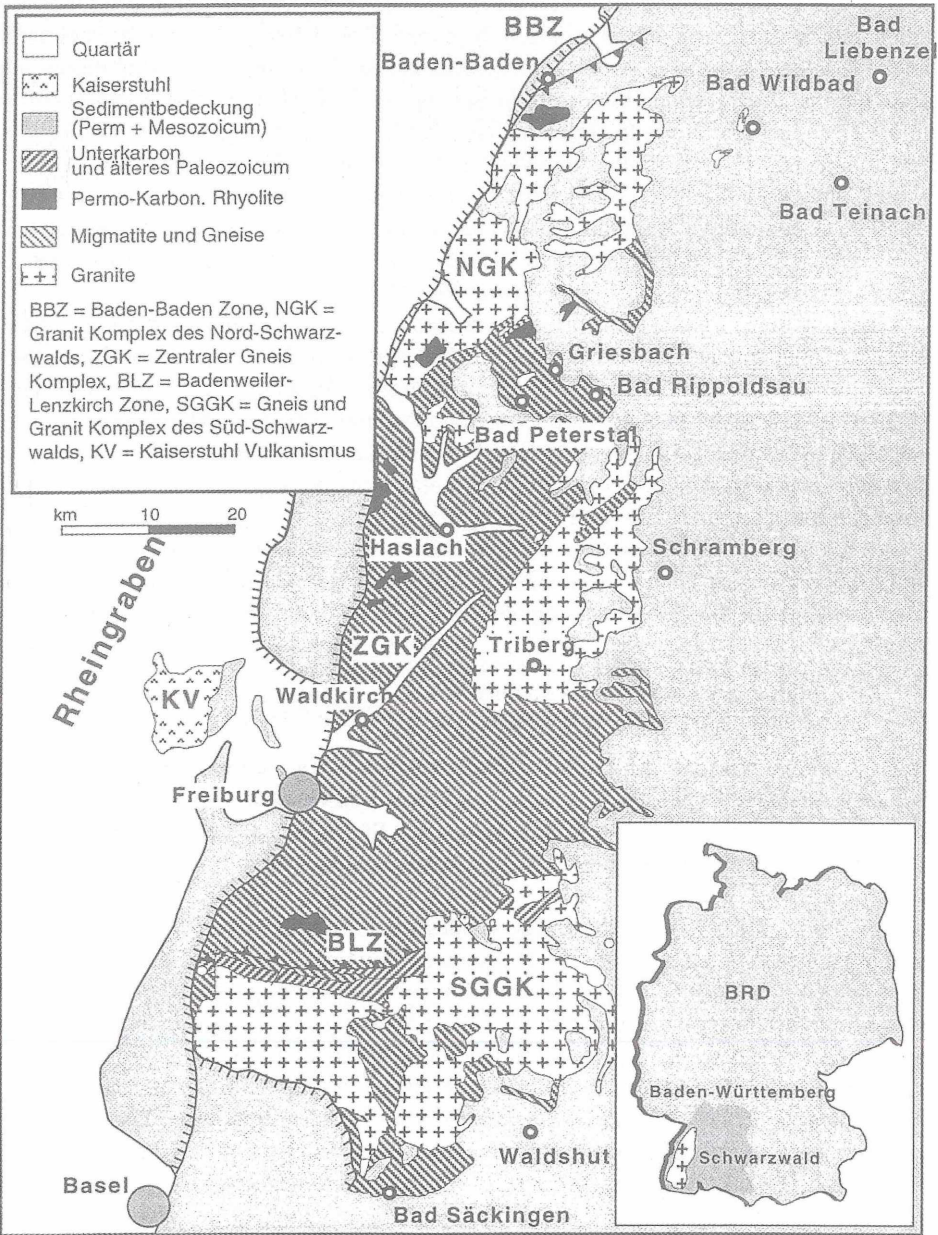 Quartär
Kaiserstuhl
Sedimentbedeckung
(Perm + Mesozoicum)
Unterkarbon
und älteres Paleozoicum
Permo-Karbon. Rhyolite
Migmatite und Gneise
Granite
BBZ = Baden-Baden Zone, NGK =
Granit Komplex des Nord-Schwarz-
walds, ZGK = Zentraler Gneis
Komplex, BLZ = Badenweiler-
Lenzkirch Zone, SGGK = Gneis und
Granit Komplex des Süd-Schwarz-
walds, KV = Kaiserstuhl Vulkanismus
km 10 20
BBZ
Baden-Baden
Bad
Liebenzel
Bad Wildbad
Bad Teinach
NGK
Griesbach
Bad Rippoldsau
Bad Peterstal
Haslach
Schramberg
Rheingraben
ZGK
Triberg
KV
Waldkirch
Freiburg
BLZ
SGGK
Waldshut
Basel
Bad Säckingen
BRD
Baden-Württemberg
Schwarzwald